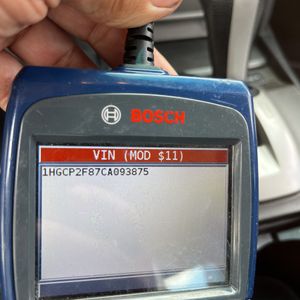 BOSCH
VIN (MOD $11)
1HGCP2F87CA093875